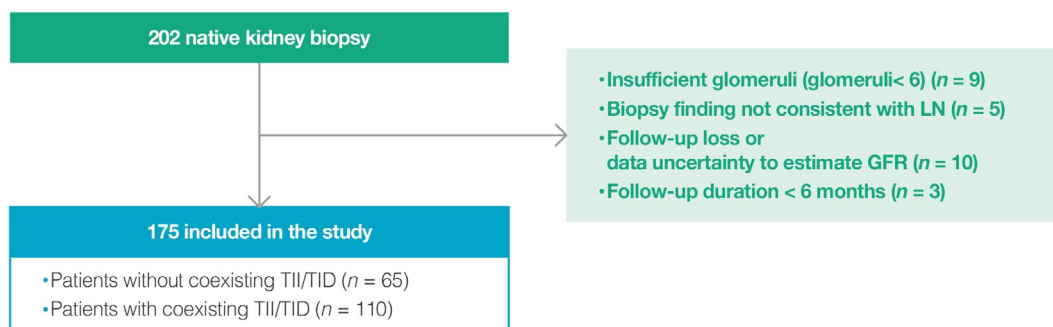 202 native kidney biopsy
•Insufficient glomeruli (glomeruli< 6) (n = 9)
•Biopsy finding not consistent with LN (n = 5)
•Follow-up loss or
data uncertainty to estimate GFR (n = 10)
•Follow-up duration < 6 months (n = 3)
175 included in the study
•Patients without coexisting TII/TID (n = 65)
•Patients with coexisting TII/TID (n = 110)